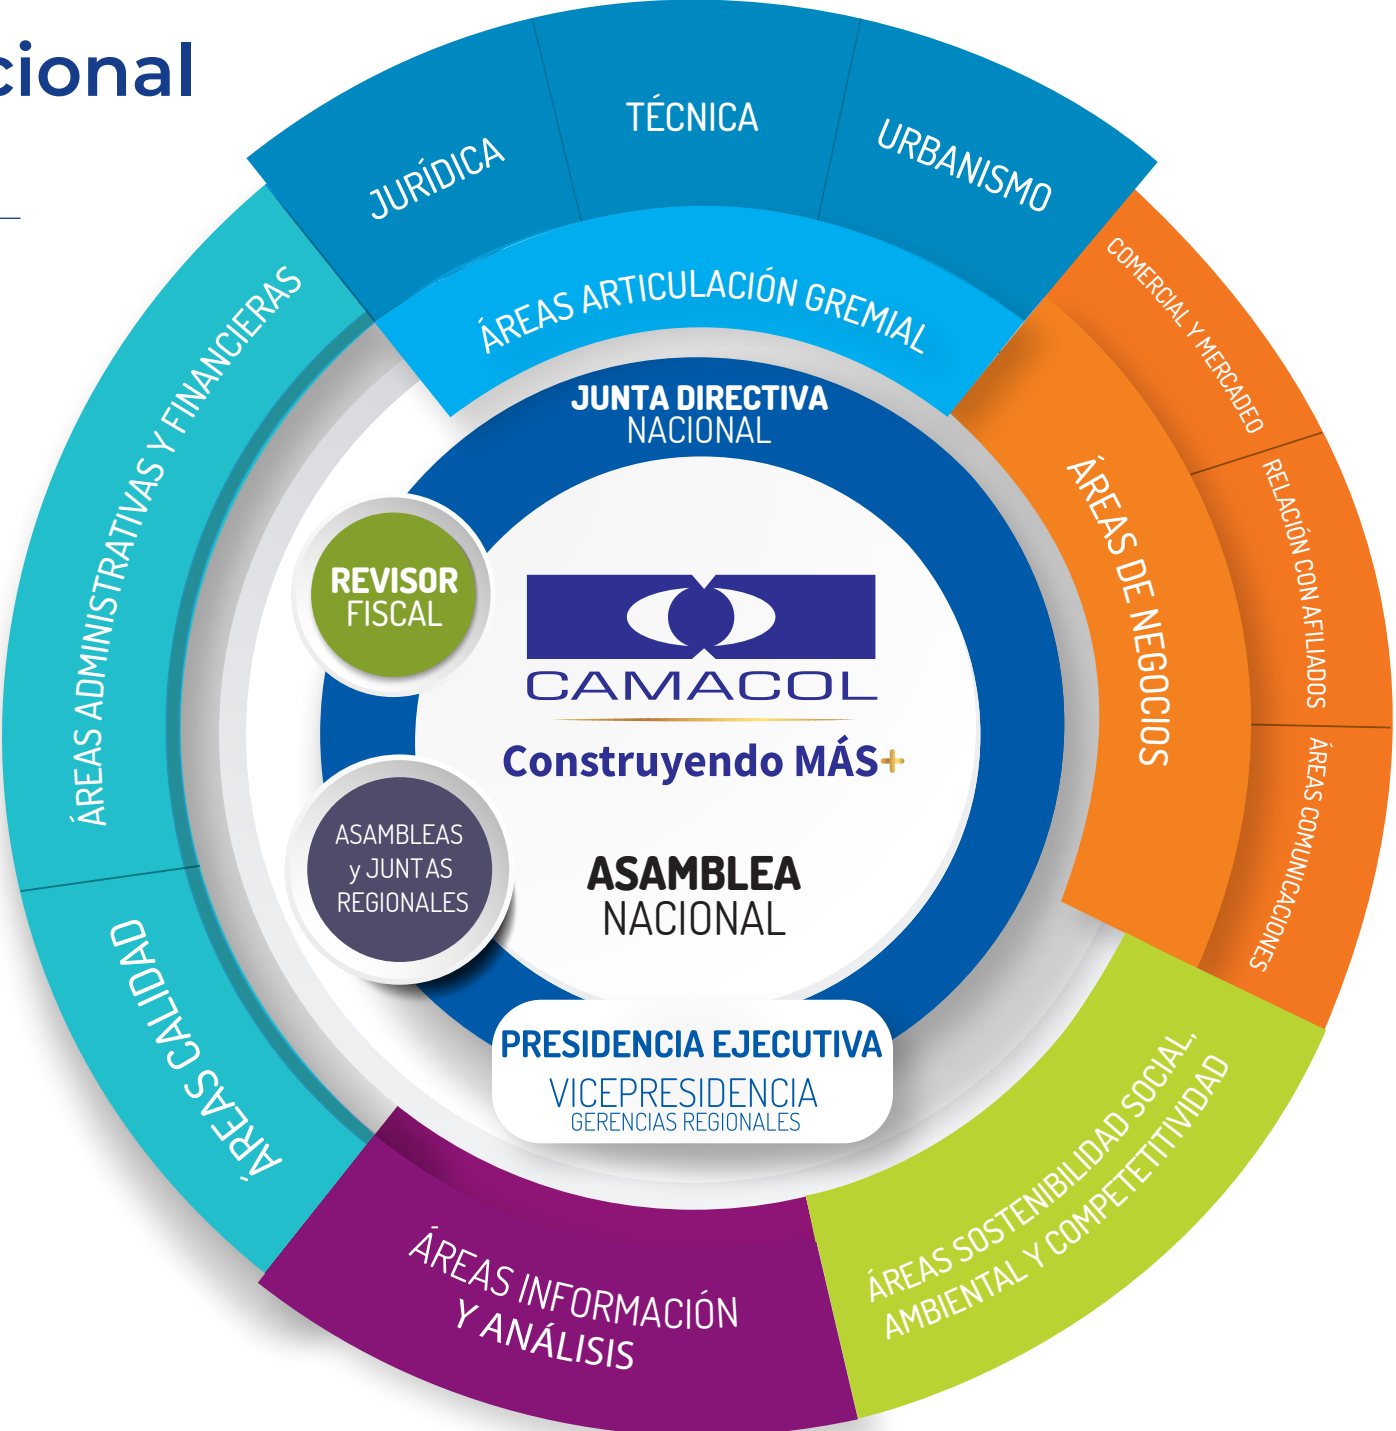 cional
JURÍDICA
TÉCNICA
URBANISMO
ÁREAS ARTICULACIÓN GREMIAL
COMERCIAL Y MERCADEO
RELACIÓN CON AFILIADOS
ÁREAS COMUNICACIONES
ÁREAS DE NEGOCIOS
ÁREAS ADMINISTRATIVAS Y FINANCIERAS
ÁREAS CALIDAD
JUNTA DIRECTIVA
NACIONAL
REVISOR
FISCAL
CAMACOL
Construyendo MÁS+
ASAMBLEAS
y JUNTAS
REGIONALES
ASAMBLEA
NACIONAL
PRESIDENCIA EJECUTIVA
VICEPRESIDENCIA
GERENCIAS REGIONALES
ÁREAS INFORMACIÓN
Y ANÁLISIS
ÁREAS SOSTENIBILIDAD SOCIAL,
AMBIENTAL Y COMPETETITIVIDAD